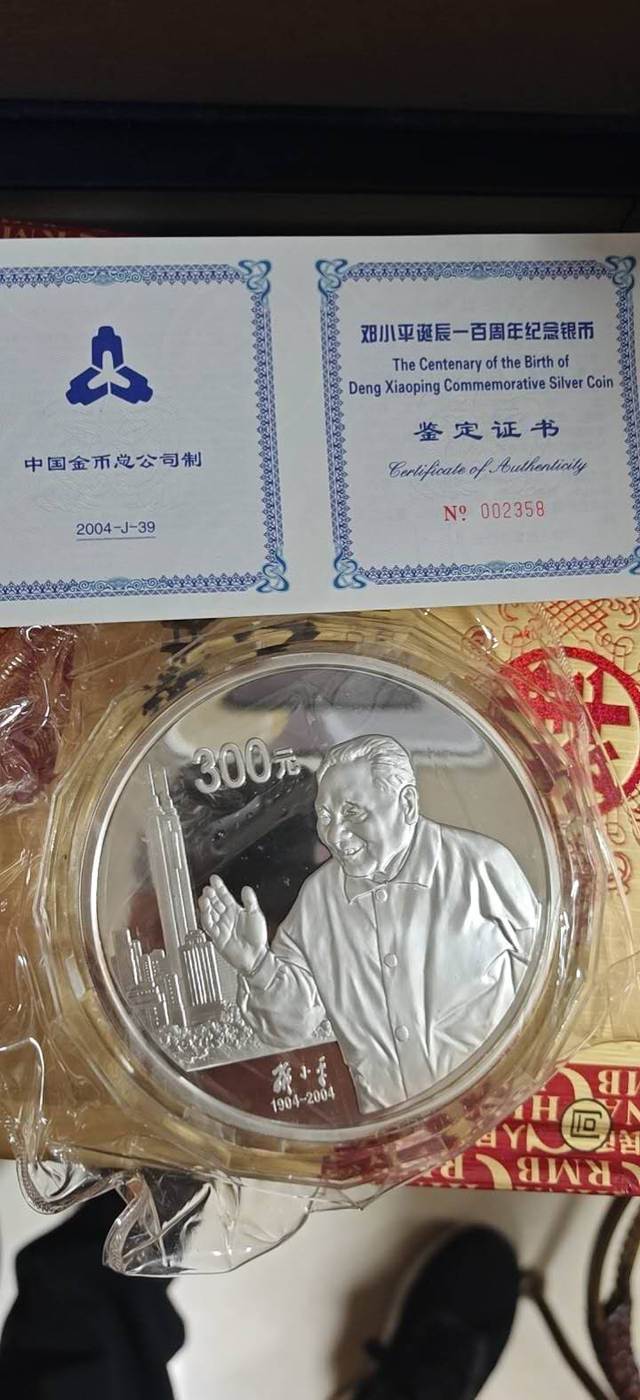 中国金币总公司制
2004-J-39
邓小平诞辰一百周年纪念银币
The Centenary of the Birth of
Deng Xiaoping Commemorative Silver Coin
鉴定证书
Certificate of Authenticity
Nº 002358
300元
邓小平
1904-2004
RMB